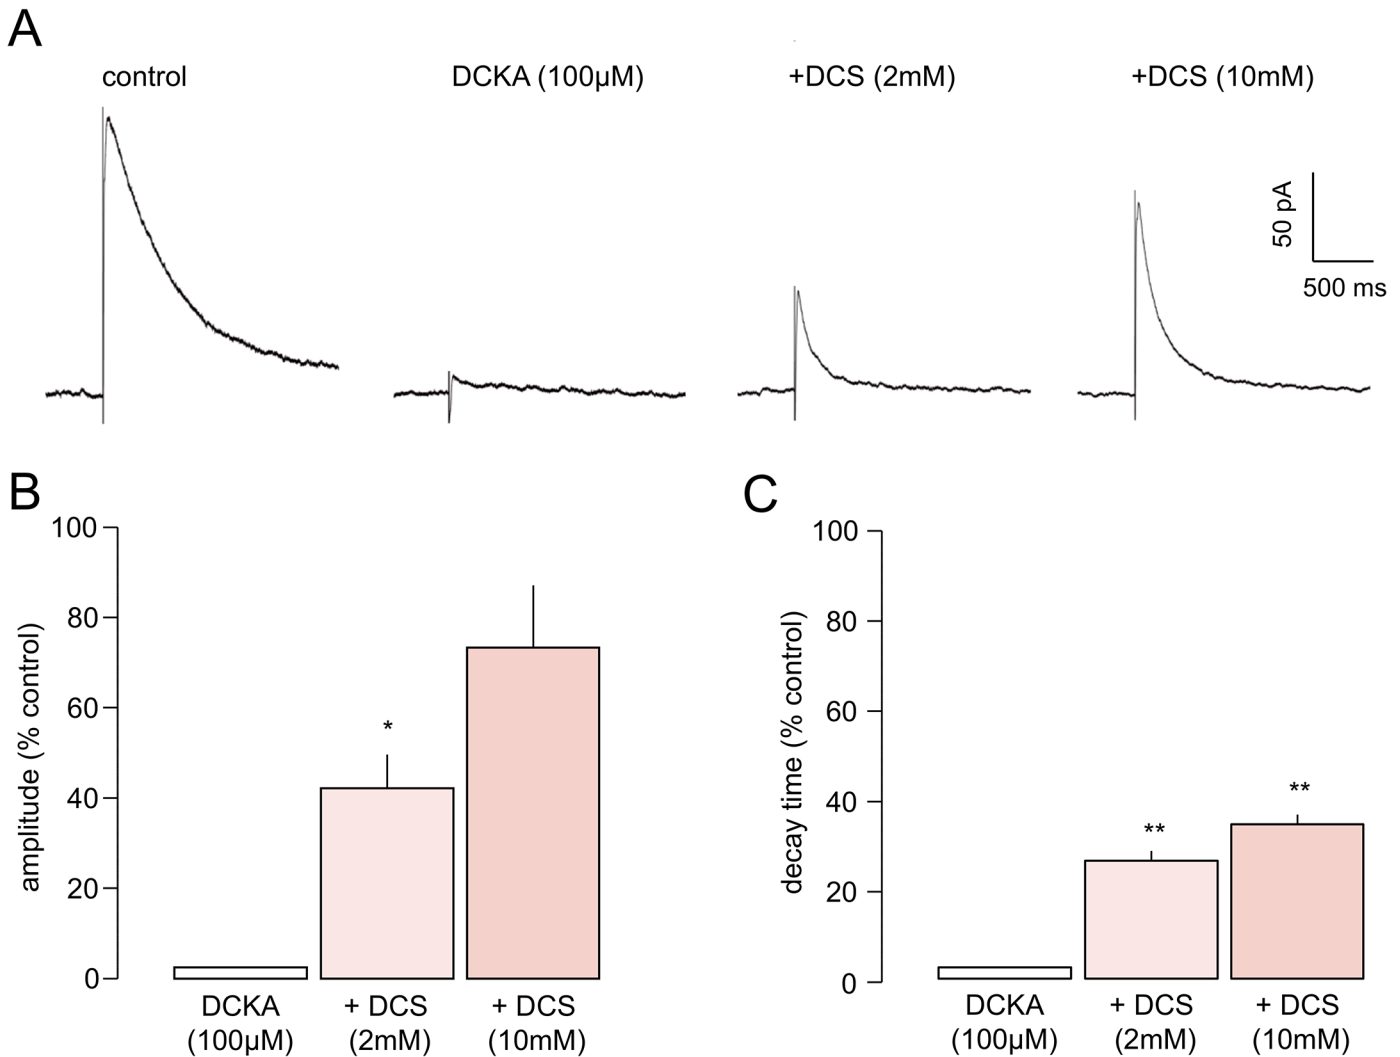 A
control
DCKA (100µM)
+DCS (2mM)
+DCS (10mM)
50 pA
500 ms
B
amplitude (% control)
100
80
60
40
20
0
*
DCKA
(100µM)
+ DCS
(2mM)
+ DCS
(10mM)
C
decay time (% control)
100
80
60
40
20
0
**
**
DCKA
(100µM)
+ DCS
(2mM)
+ DCS
(10mM)